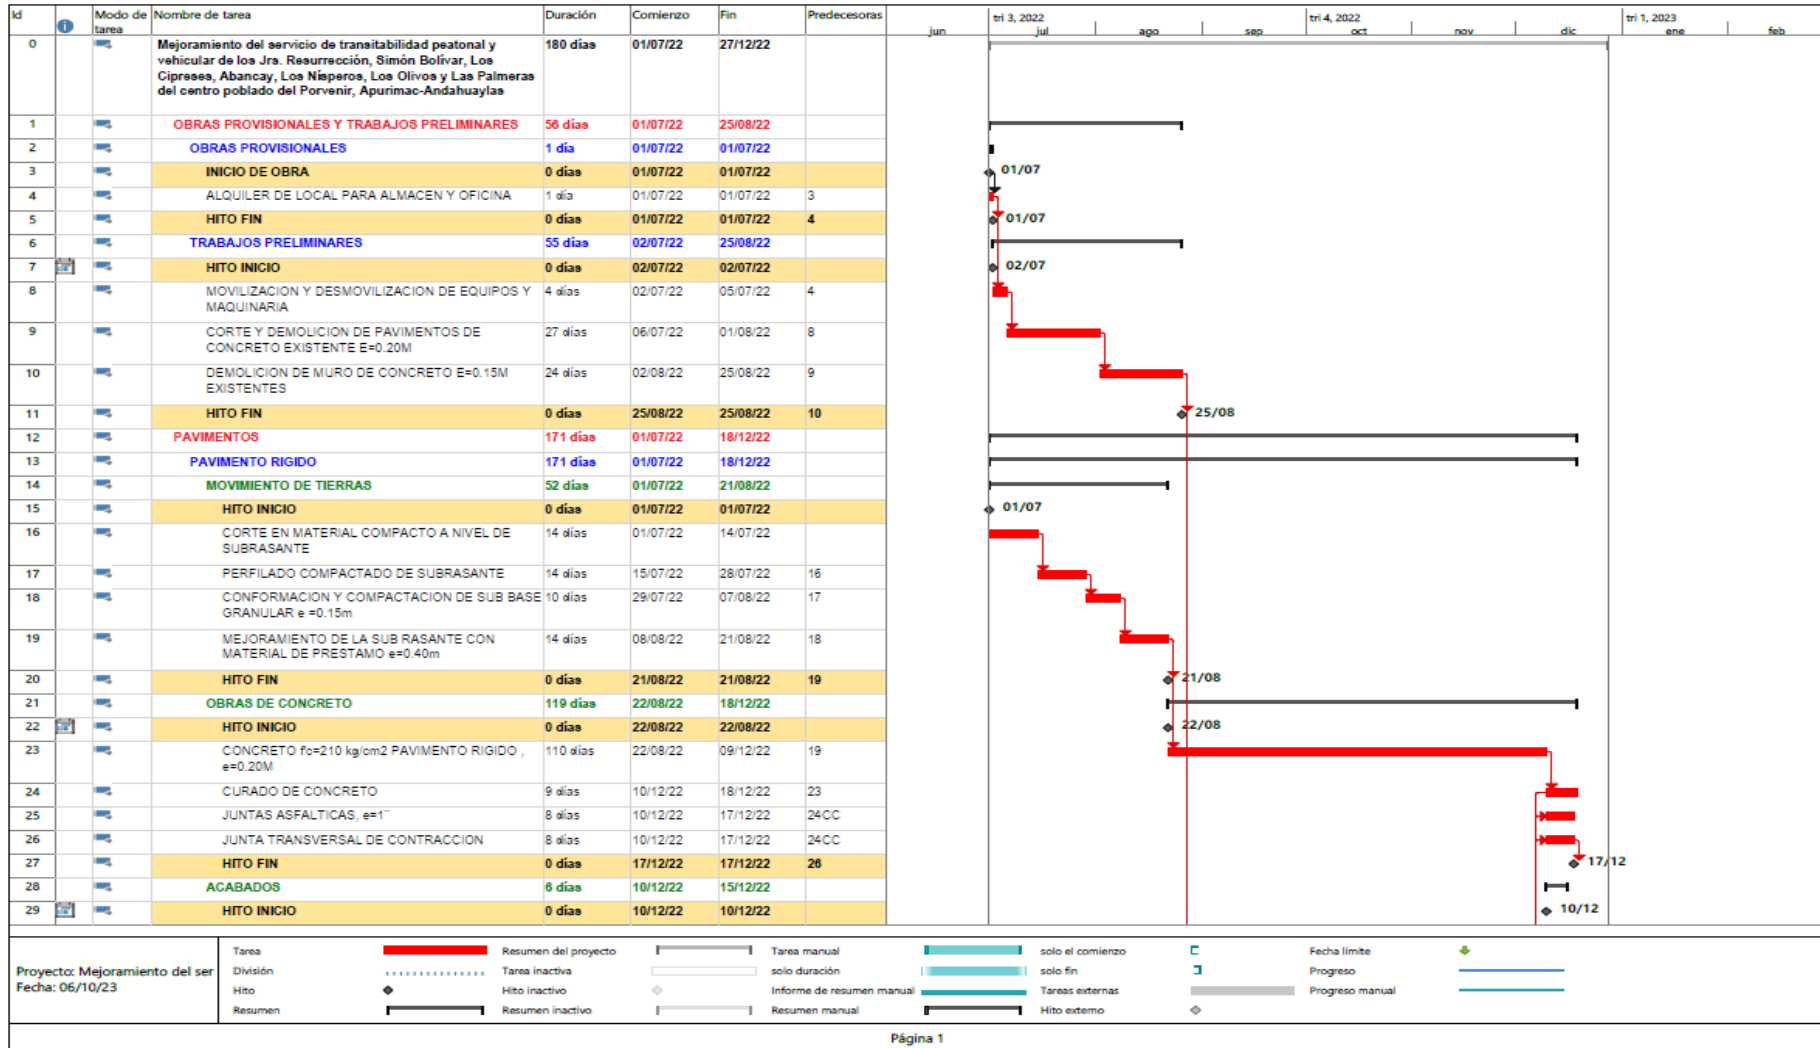 Id Modo de tarea Nombre de tarea Duración Comienzo Fin Predecesoras
tri 3, 2022 tri 4, 2022 tri 1, 2023
jun jul ago sep oct nov dic ene feb
0 Mejoramiento del servicio de transitabilidad peatonal y 180 días 01/07/22 27/12/22
vehicular de los Jrs. Resurrección, Simón Bolívar, Los
Cipreses, Abancay, Los Nísperos, Los Olivos y Las Palmeras
del centro poblado del Porvenir, Apurimac-Andahuaylas
1 OBRAS PROVISIONALES Y TRABAJOS PRELIMINARES 56 días 01/07/22 25/08/22
2 OBRAS PROVISIONALES 1 día 01/07/22 01/07/22
3 INICIO DE OBRA 0 días 01/07/22 01/07/22 01/07
4 ALQUILER DE LOCAL PARA ALMACEN Y OFICINA 1 día 01/07/22 01/07/22 3
5 HITO FIN 0 días 01/07/22 01/07/22 4 01/07
6 TRABAJOS PRELIMINARES 55 días 02/07/22 25/08/22
7 HITO INICIO 0 días 02/07/22 02/07/22 02/07
8 MOVILIZACION Y DESMOVILIZACION DE EQUIPOS Y 4 días 02/07/22 05/07/22 4
MAQUINARIA
9 CORTE Y DEMOLICION DE PAVIMENTOS DE 27 días 06/07/22 01/08/22 8
CONCRETO EXISTENTE E=0.20M
10 DEMOLICION DE MURO DE CONCRETO E=0.15M 24 días 02/08/22 25/08/22 9
EXISTENTES
11 HITO FIN 0 días 25/08/22 25/08/22 10 25/08
12 PAVIMENTOS 171 días 01/07/22 18/12/22
13 PAVIMENTO RIGIDO 171 días 01/07/22 18/12/22
14 MOVIMIENTO DE TIERRAS 52 días 01/07/22 21/08/22
15 HITO INICIO 0 días 01/07/22 01/07/22 01/07
16 CORTE EN MATERIAL COMPACTO A NIVEL DE 14 días 01/07/22 14/07/22
SUBRASANTE
17 PERFILADO COMPACTADO DE SUBRASANTE 14 días 15/07/22 28/07/22 16
18 CONFORMACION Y COMPACTACION DE SUB BASE 10 días 29/07/22 07/08/22 17
GRANULAR e =0.15m
19 MEJORAMIENTO DE LA SUB RASANTE CON 14 días 08/08/22 21/08/22 18
MATERIAL DE PRESTAMO e=0.40m
20 HITO FIN 0 días 21/08/22 21/08/22 19 21/08
21 OBRAS DE CONCRETO 119 días 22/08/22 18/12/22
22 HITO INICIO 0 días 22/08/22 22/08/22 22/08
23 CONCRETO f'c=210 kg/cm2 PAVIMENTO RIGIDO , 110 días 22/08/22 09/12/22 19
e=0.20M
24 CURADO DE CONCRETO 9 días 10/12/22 18/12/22 23
25 JUNTAS ASFALTICAS, e=1¨ 8 días 10/12/22 17/12/22 24CC
26 JUNTA TRANSVERSAL DE CONTRACCION 8 días 10/12/22 17/12/22 24CC
27 HITO FIN 0 días 17/12/22 17/12/22 26 17/12
28 ACABADOS 6 días 10/12/22 15/12/22
29 HITO INICIO 0 días 10/12/22 10/12/22 10/12
Proyecto: Mejoramiento del ser
Fecha: 06/10/23
Tarea Resumen del proyecto Tarea manual solo el comienzo Fecha límite
División Tarea inactiva solo duración solo fin Progreso
Hito Hito inactivo Informe de resumen manual Tareas externas Progreso manual
Resumen Resumen inactivo Resumen manual Hito externo
Página 1